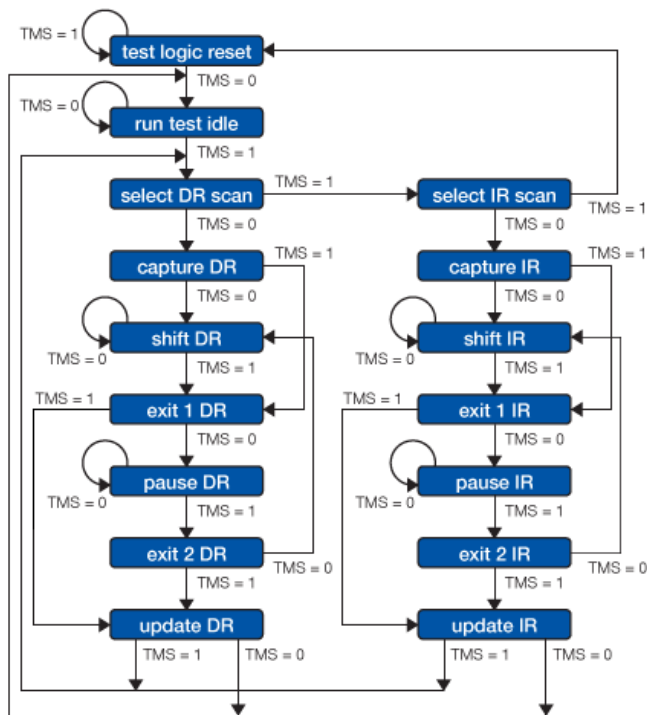 TMS = 1
test logic reset
TMS = 0
TMS = 0
run test idle
TMS = 1
select DR scan
TMS = 1
select IR scan
TMS = 0
TMS = 0
TMS = 1
capture DR
TMS = 1
capture IR
TMS = 1
TMS = 0
TMS = 0
shift DR
shift IR
TMS = 0
TMS = 1
TMS = 0
TMS = 1
TMS = 1
exit 1 DR
TMS = 1
exit 1 IR
TMS = 0
TMS = 0
pause DR
pause IR
TMS = 0
TMS = 1
TMS = 0
TMS = 1
exit 2 DR
TMS = 0
exit 2 IR
TMS = 0
TMS = 1
TMS = 1
update DR
update IR
TMS = 1
TMS = 0
TMS = 1
TMS = 0